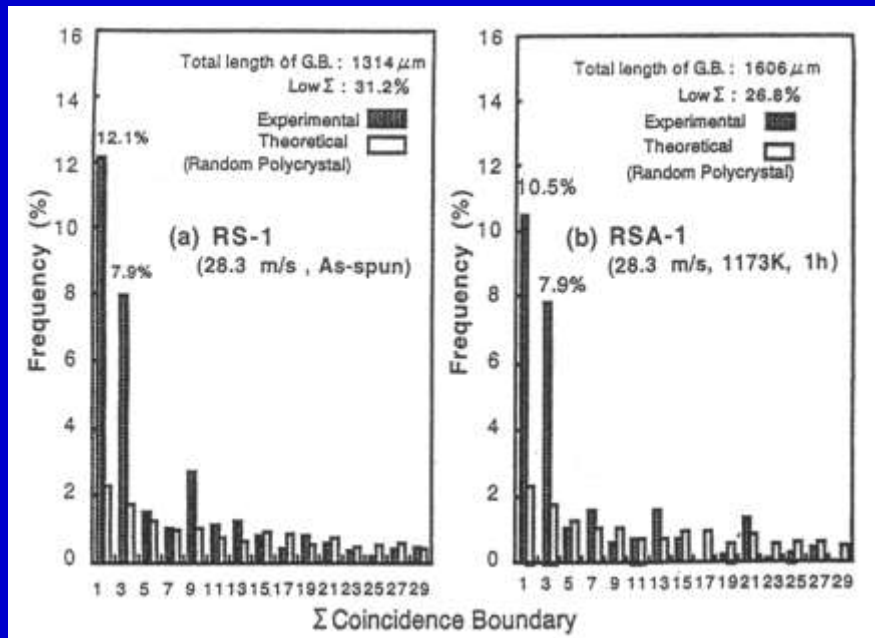 16
14
12
10
8
6
4
2
0
Frequency (%)
Total length of G.B. : 1314 μm
Low Σ : 31.2%
Experimental
Theoretical
(Random Polycrystal)
12.1%
7.9%
(a) RS-1
(28.3 m/s , As-spun)
1 3 5 7 9 11 13 15 17 19 21 23 25 27 29
16
14
12
10
8
6
4
2
0
Frequency (%)
Total length of G.B. : 1606 μm
Low Σ : 26.8%
Experimental
Theoretical
(Random Polycrystal)
10.5%
7.9%
(b) RSA-1
(28.3 m/s, 1173K, 1h)
1 3 5 7 9 11 13 15 17 19 21 23 25 27 29
Σ Coincidence Boundary